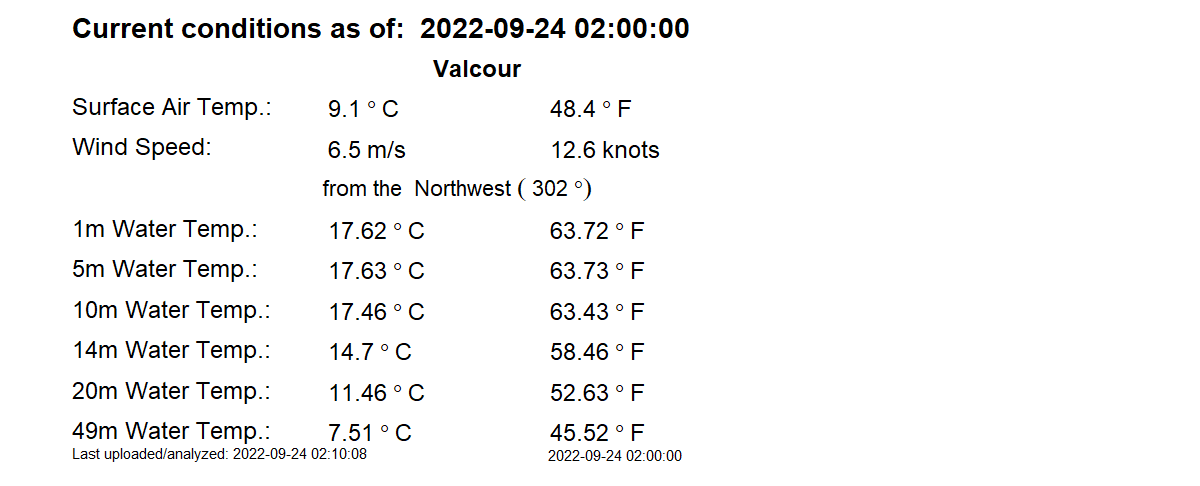 Current conditions as of: 2022-09-24 02:00:00
Valcour
Surface Air Temp.: 9.1 ° C 48.4 ° F
Wind Speed: 6.5 m/s 12.6 knots
from the Northwest ( 302 °)
1m Water Temp.: 17.62 ° C 63.72 ° F
5m Water Temp.: 17.63 ° C 63.73 ° F
10m Water Temp.: 17.46 ° C 63.43 ° F
14m Water Temp.: 14.7 ° C 58.46 ° F
20m Water Temp.: 11.46 ° C 52.63 ° F
49m Water Temp.: 7.51 ° C 45.52 ° F
Last uploaded/analyzed: 2022-09-24 02:10:08 2022-09-24 02:00:00